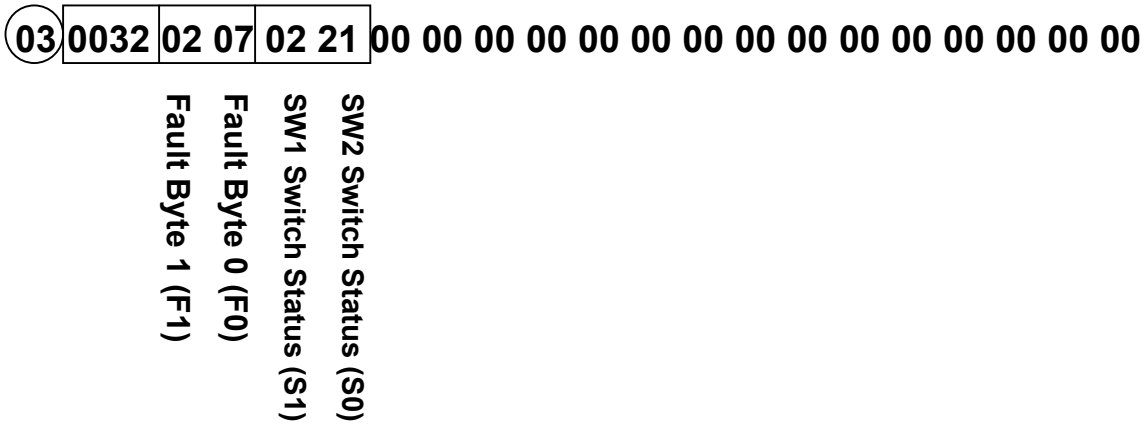 03 0032 02 07 02 21 00 00 00 00 00 00 00 00 00 00 00 00 00 00 00
Fault Byte 1 (F1)
Fault Byte 0 (F0)
SW1 Switch Status (S1)
SW2 Switch Status (S0)